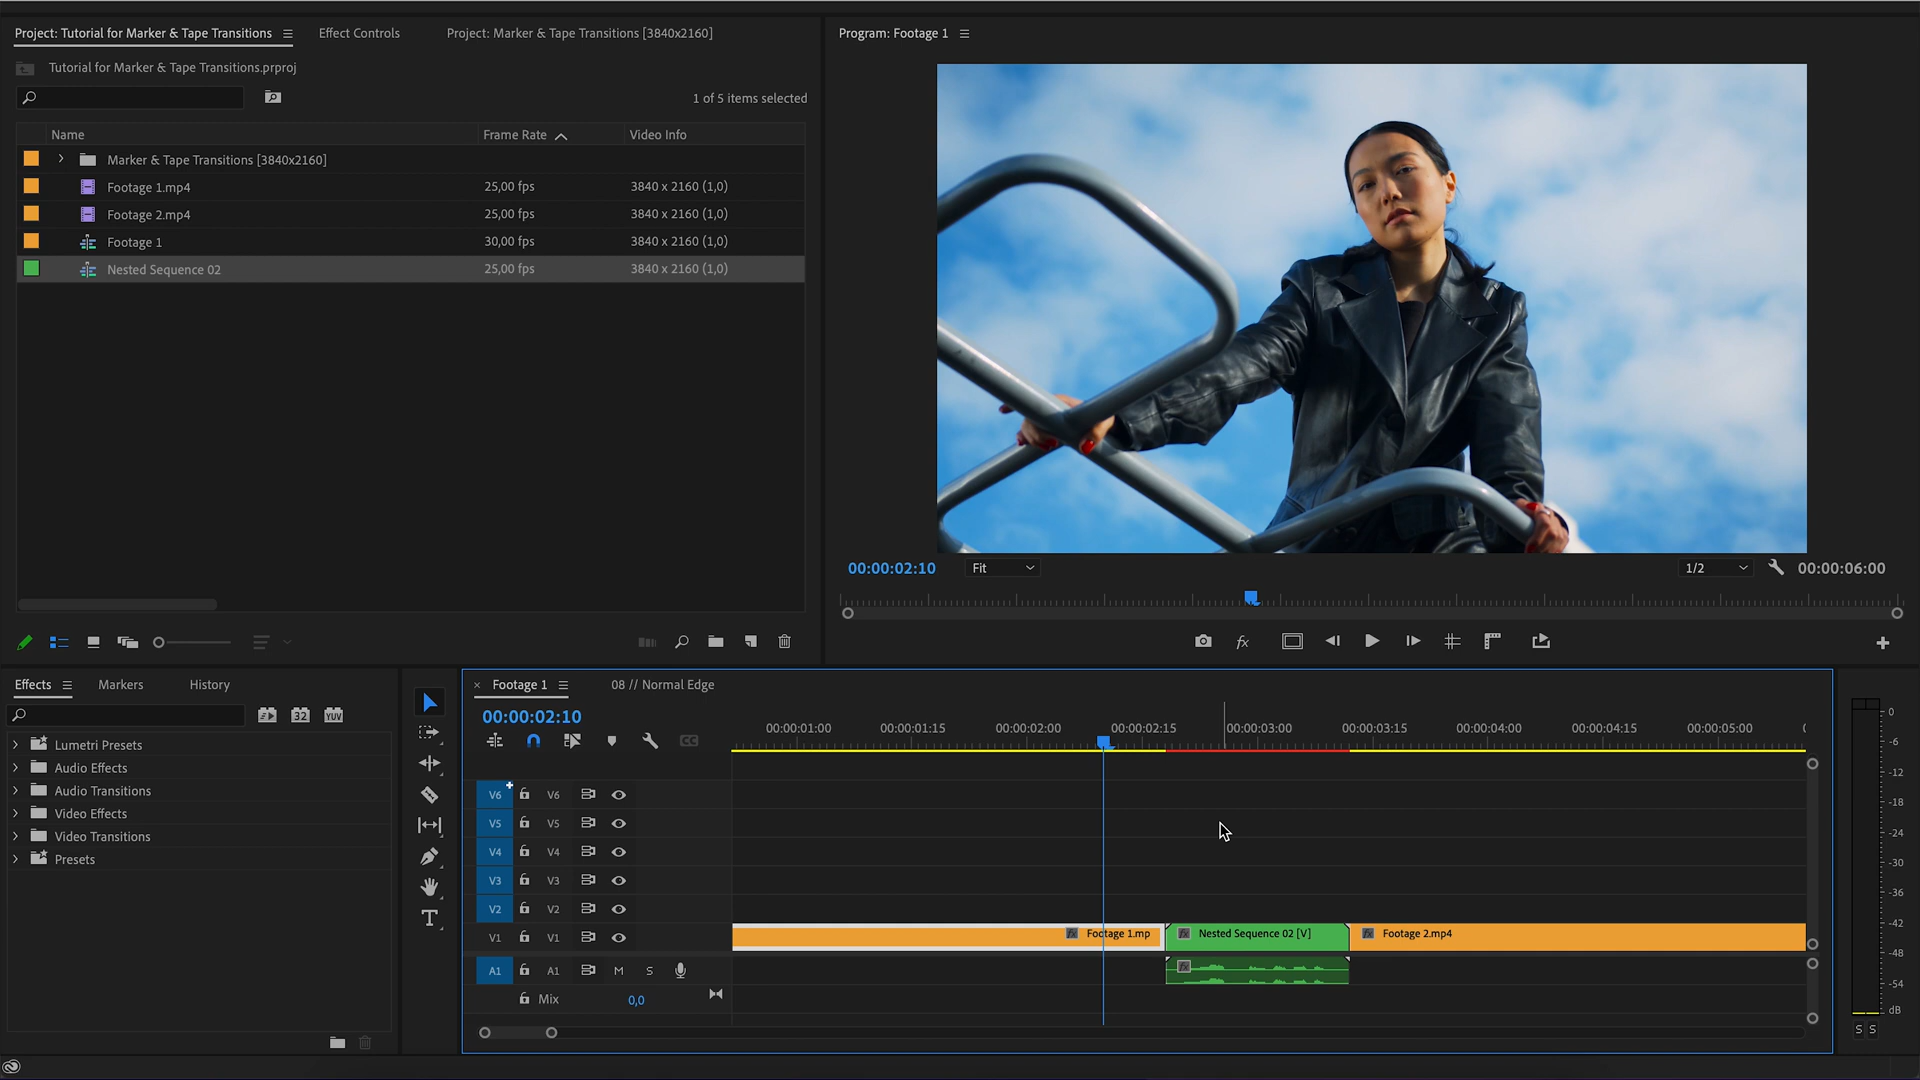 Project: Tutorial for Marker & Tape Transitions
Effect Controls
Project: Marker & Tape Transitions [3840x2160]
Tutorial for Marker & Tape Transitions.prproj
1 of 5 items selected
Name Frame Rate Video Info
Marker & Tape Transitions [3840x2160]
Footage 1.mp4 25,00 fps 3840 x 2160 (1,0)
Footage 2.mp4 25,00 fps 3840 x 2160 (1,0)
Footage 1 30,00 fps 3840 x 2160 (1,0)
Nested Sequence 02 25,00 fps 3840 x 2160 (1,0)
Program: Footage 1
00:00:02:10 Fit 1/2 00:00:06:00
fx
Effects Markers History
32 YUV
Lumetri Presets
Audio Effects
Audio Transitions
Video Effects
Video Transitions
Presets
× Footage 1 08 // Normal Edge
00:00:02:10
00:00:01:00 00:00:01:15 00:00:02:00 00:00:02:15 00:00:03:00 00:00:03:15 00:00:04:00 00:00:04:15 00:00:05:00
CC
V6 V6
V5 V5
V4 V4
V3 V3
V2 V2
V1 V1 fx Footage 1.mp fx Nested Sequence 02 [V] fx Footage 2.mp4
A1 A1 M S fx
Mix 0,0
T
0
-6
-12
-18
-24
-30
-36
-42
-48
-54
dB
S S